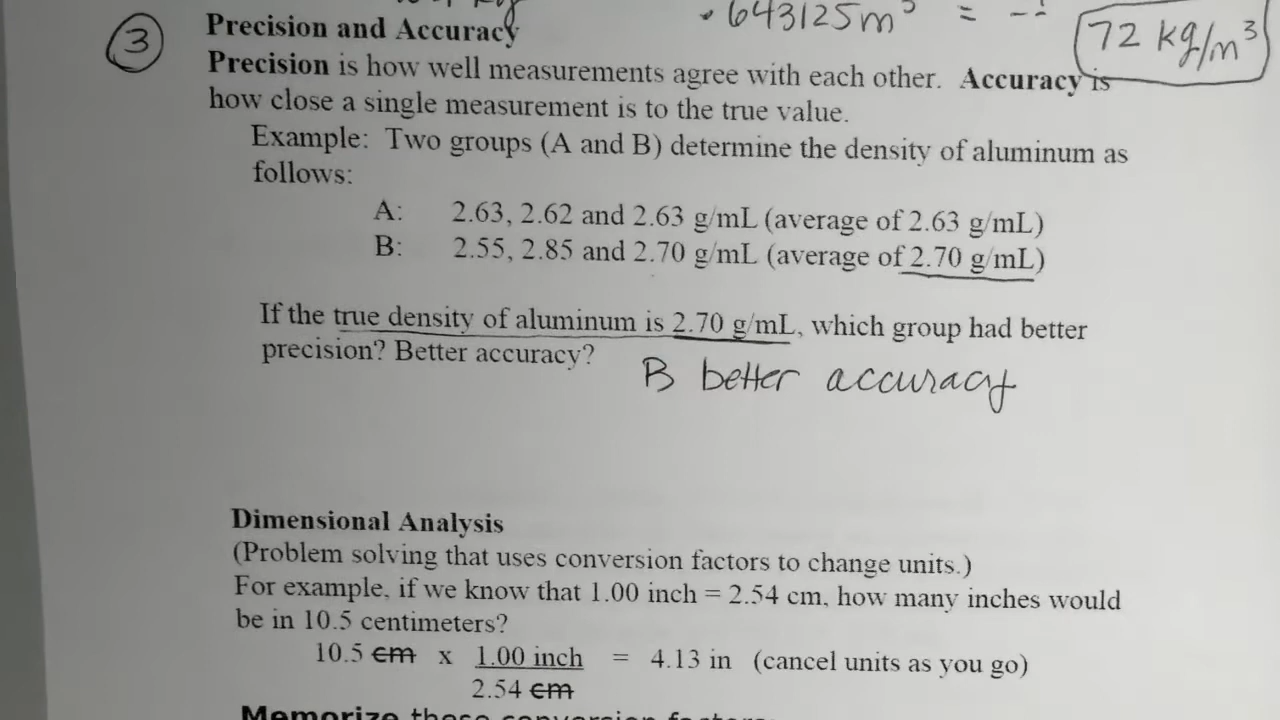 .643125m³ = 72 kg/m³
③ Precision and Accuracy
Precision is how well measurements agree with each other. Accuracy is
how close a single measurement is to the true value.
Example: Two groups (A and B) determine the density of aluminum as
follows:
A: 2.63, 2.62 and 2.63 g/mL (average of 2.63 g/mL)
B: 2.55, 2.85 and 2.70 g/mL (average of 2.70 g/mL)
If the true density of aluminum is 2.70 g/mL, which group had better
precision? Better accuracy?
B better accuracy
Dimensional Analysis
(Problem solving that uses conversion factors to change units.)
For example, if we know that 1.00 inch = 2.54 cm, how many inches would
be in 10.5 centimeters?
10.5 cm x 1.00 inch = 4.13 in (cancel units as you go)
2.54 cm
Memorize these conversion